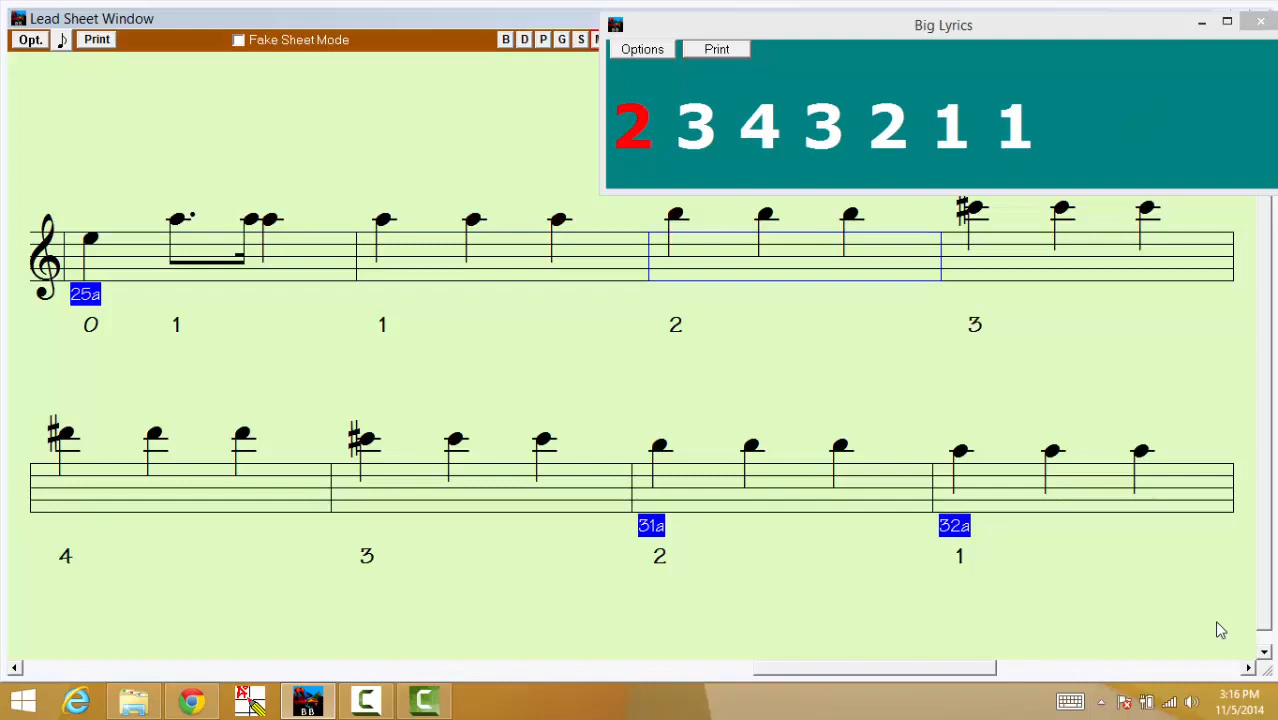 Lead Sheet Window
Big Lyrics
Opt. Print Fake Sheet Mode B D P G S
Options Print
2 3 4 3 2 1 1
25a
0 1 1 2 3
31a 32a
4 3 2 1
BB
3:16 PM
11/5/2014